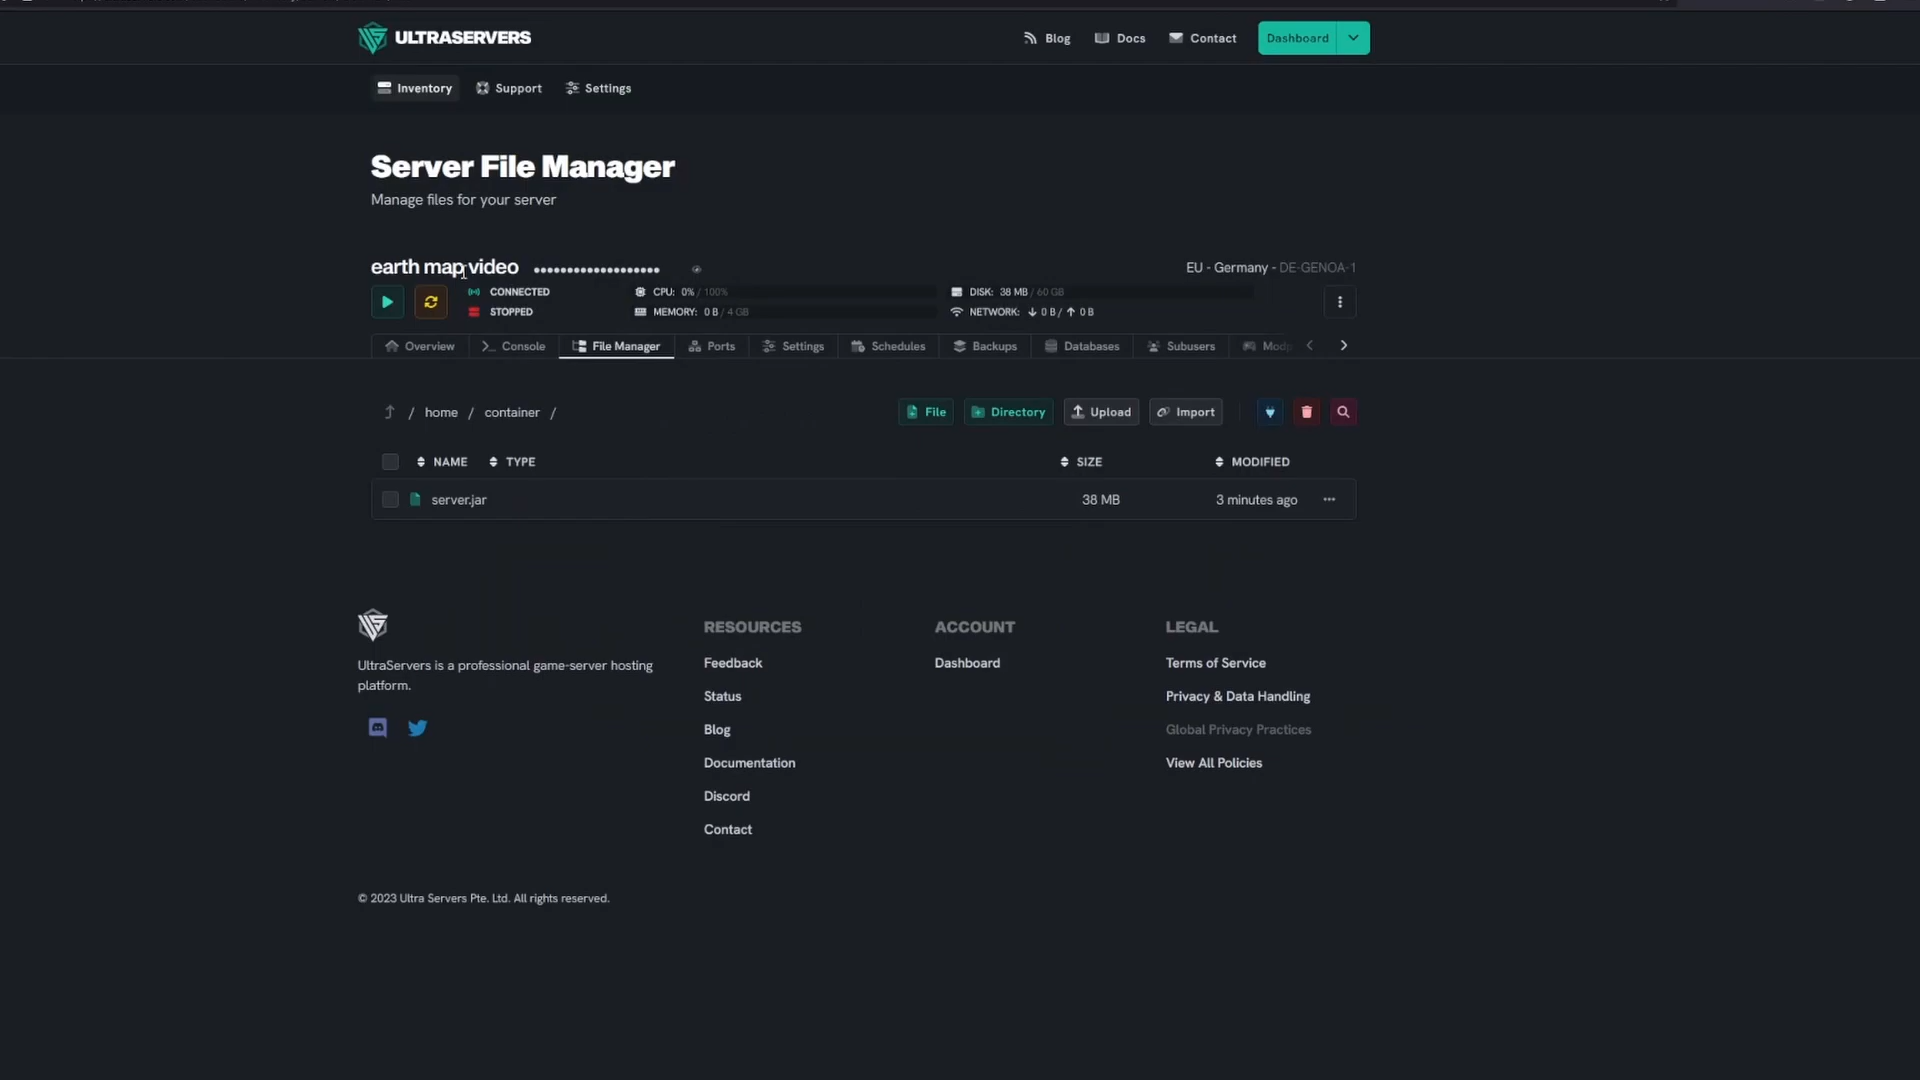 ULTRASERVERS
Blog Docs Contact Dashboard
Inventory Support Settings
Server File Manager
Manage files for your server
earth map video EU - Germany - DE-GENOA-1
CONNECTED CPU: 0% / 100% DISK: 38 MB / 60 GB
STOPPED MEMORY: 0 B / 4 GB NETWORK: ↓ 0 B / ↑ 0 B
Overview Console File Manager Ports Settings Schedules Backups Databases Subusers
/ home / container / File Directory Upload Import
NAME TYPE SIZE MODIFIED
server.jar 38 MB 3 minutes ago
RESOURCES ACCOUNT LEGAL
UltraServers is a professional game-server hosting
platform.
Feedback Dashboard Terms of Service
Status Privacy & Data Handling
Blog Global Privacy Practices
Documentation View All Policies
Discord
Contact
© 2023 Ultra Servers Pte. Ltd. All rights reserved.